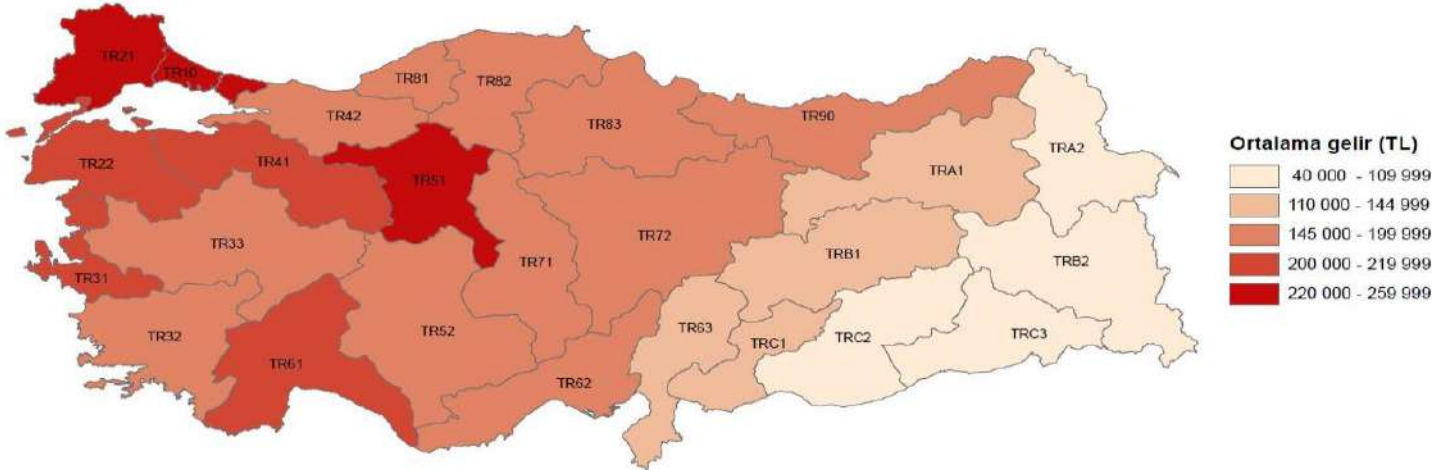 TR21
TR10
TR81
TR82
TR42
TR83
TR90
TR22
TR41
TR51
TRA1
TRA2
TR33
TR72
TR71
TRB1
TRB2
TR31
TR32
TR61
TR52
TR62
TR63
TRC1
TRC2
TRC3
Ortalama gelir (TL)
40 000 - 109 999
110 000 - 144 999
145 000 - 199 999
200 000 - 219 999
220 000 - 259 999